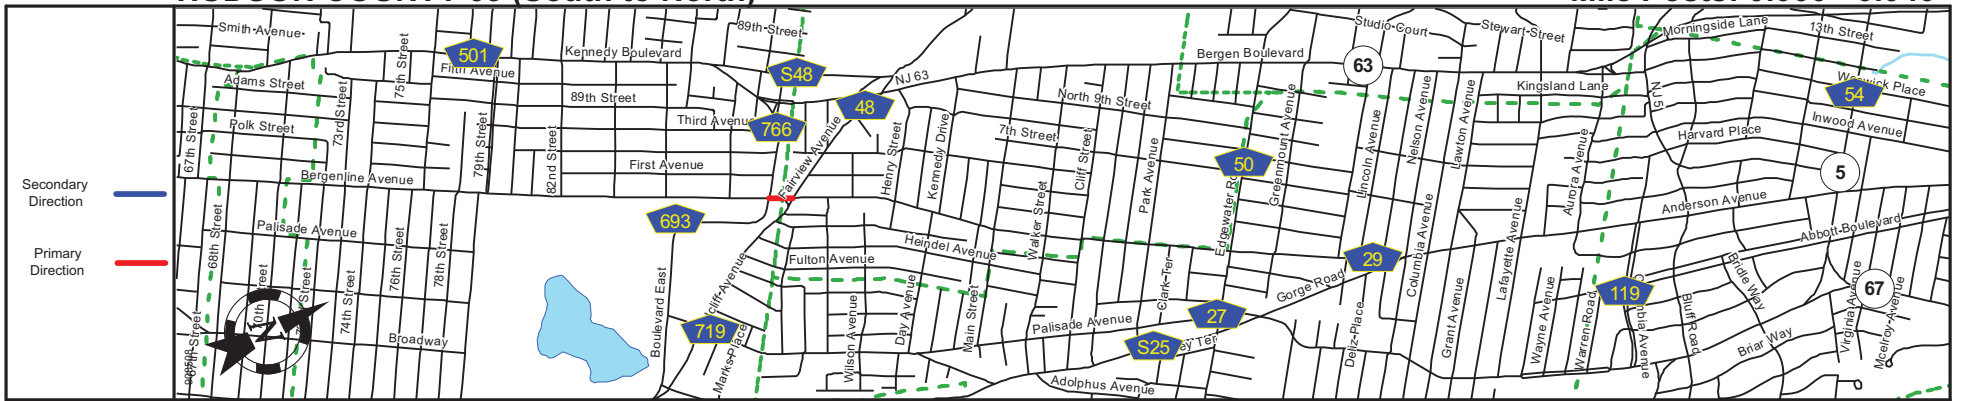 Smith Avenue
75th Street
501
Fifth Avenue
Kennedy Boulevard
89th Street
S48
NJ 63
Bergen Boulevard
63
Studio Court
Stewart Street
Morningside Lane
13th Street
Adams Street
73rd Street
89th Street
48
766
Third Avenue
North 9th Street
Kingsland Lane
NJ 5
54
Place
67th Street
Polk Street
79th Street
82nd Street
First Avenue
Fairview Avenue
Henry Street
Kennedy Drive
7th Street
Cliff Street
Park Avenue
50
Edgewater
Greenmount Avenue
Lincoln Avenue
Nelson Avenue
Lawton Avenue
Aurora Avenue
Harvard Place
Inwood Avenue
5
Bergenline Avenue
Secondary
Direction
68th Street
Palisade Avenue
76th Street
78th Street
693
Heindel Avenue
Walker Street
29
Columbia Avenue
Lafayette Avenue
Anderson Avenue
Abbott Boulevard
Primary
Direction
74th Street
Boulevard East
Fulton Avenue
Day Avenue
Main Street
Clark Ter
Gorge Road
Grant Avenue
Wayne Avenue
Warren Road
119
Bluff Road
Bridle Way
Virginia Avenue
67
McElroy Avenue
N
Broadway
719
Marks Place
Wilson Avenue
Palisade Avenue
27
S25
Adolphus Avenue
Deliz Place
Briar Way